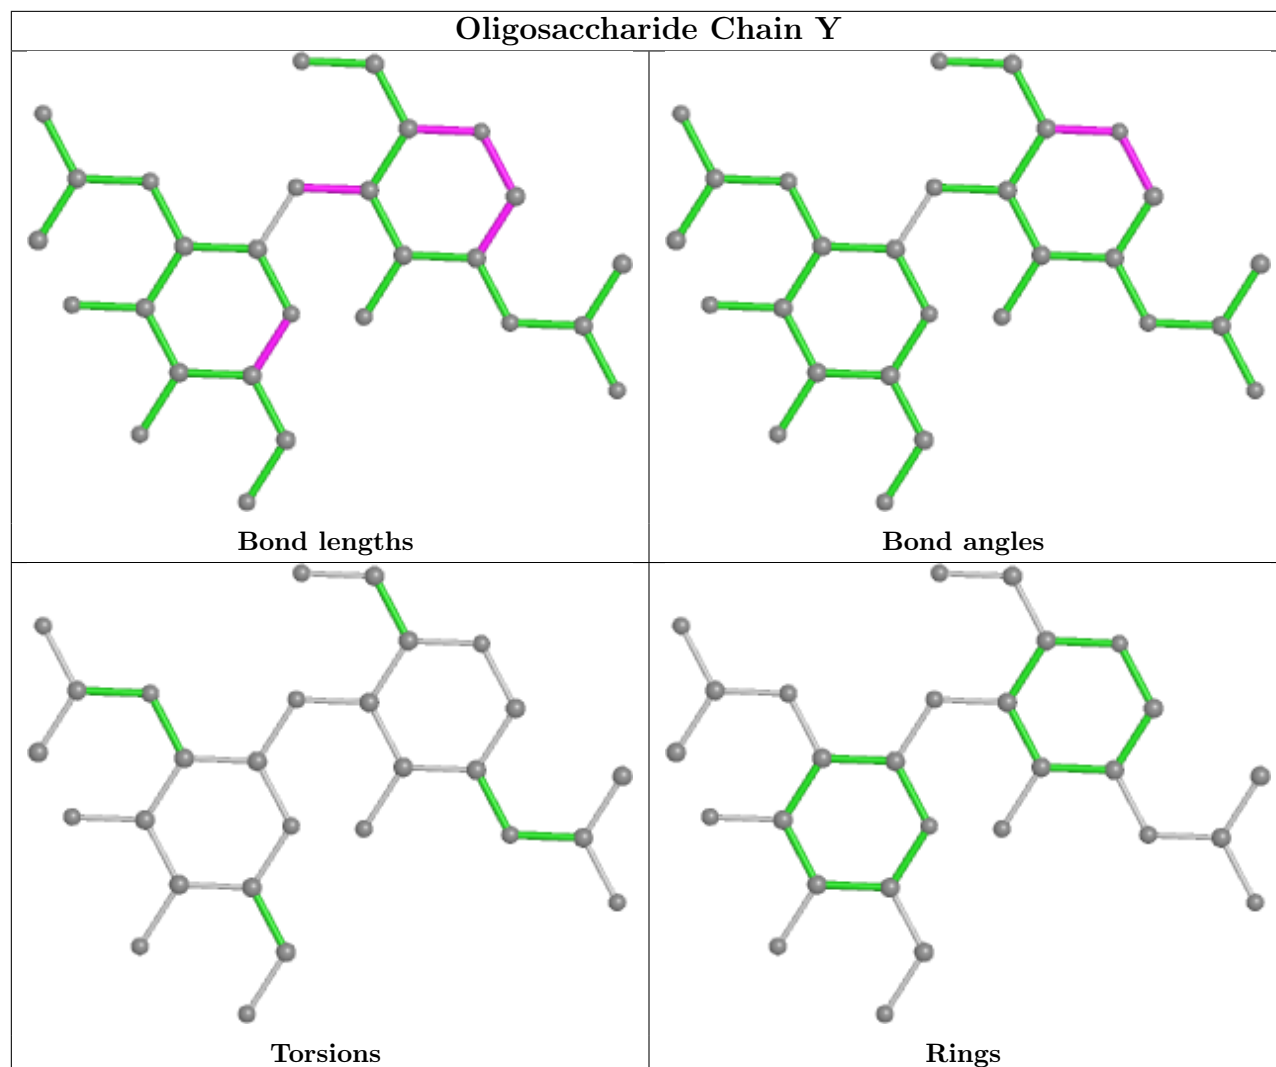 Oligosaccharide Chain Y
Bond lengths
Bond angles
Torsions
Rings